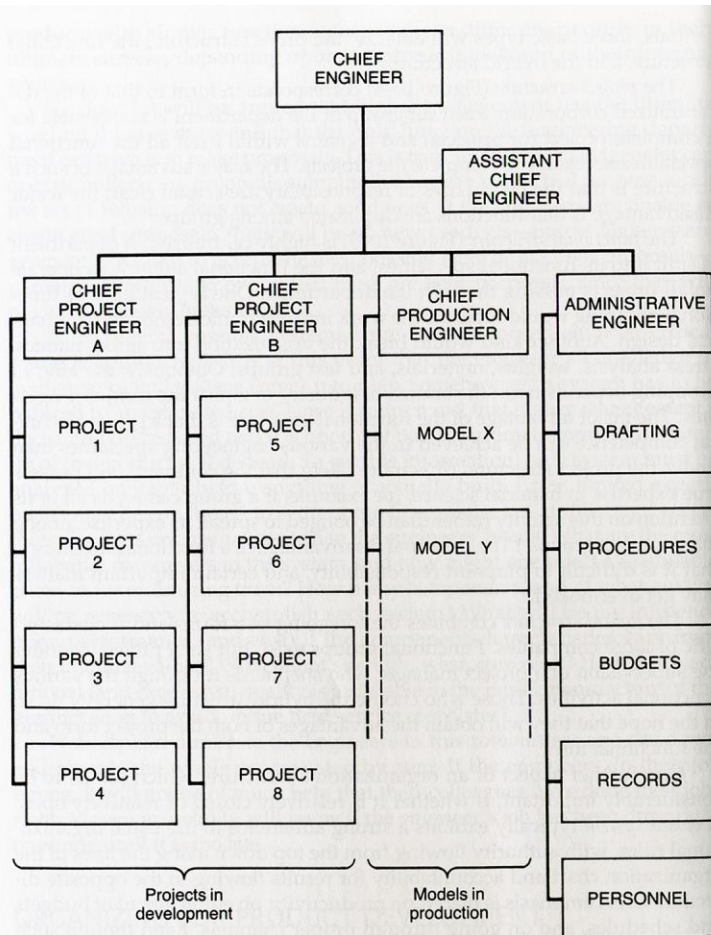 CHIEF
ENGINEER
ASSISTANT
CHIEF
ENGINEER
CHIEF
PROJECT
ENGINEER
A
CHIEF
PROJECT
ENGINEER
B
CHIEF
PRODUCTION
ENGINEER
ADMINISTRATIVE
ENGINEER
PROJECT
1
PROJECT
5
MODEL X
DRAFTING
PROJECT
2
PROJECT
6
MODEL Y
PROCEDURES
PROJECT
3
PROJECT
7
BUDGETS
PROJECT
4
PROJECT
8
RECORDS
Projects in
development
Models in
production
PERSONNEL